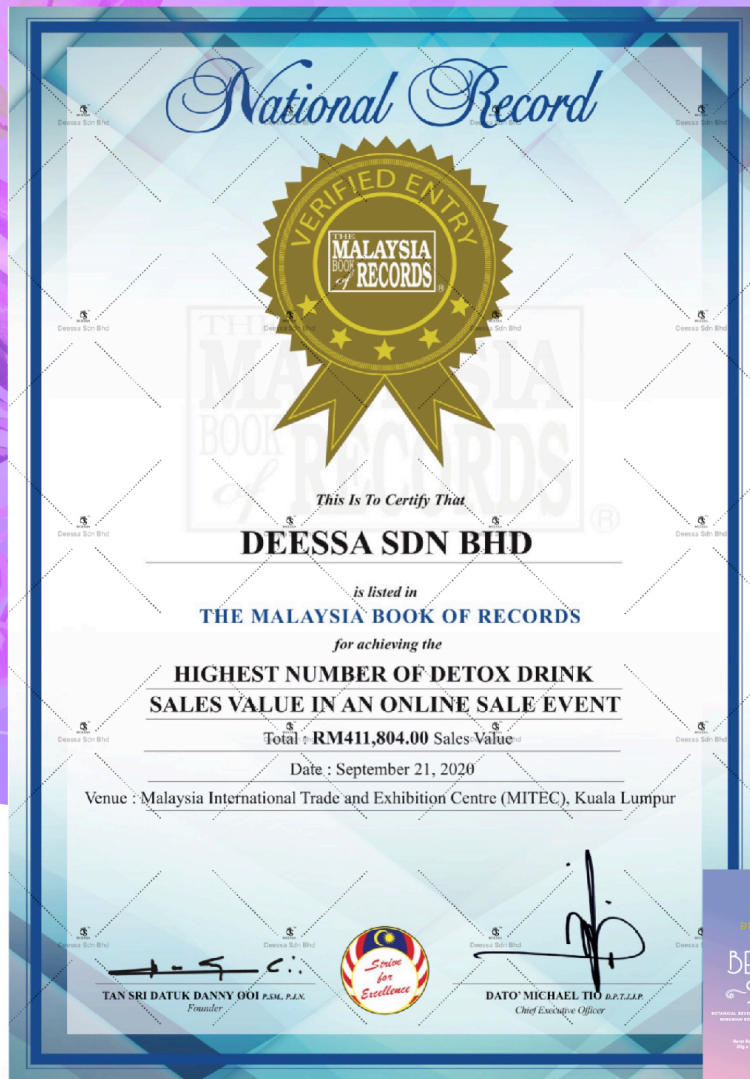 National Record
VERIFIED ENTRY
THE
MALAYSIA
BOOK
of RECORDS
®
This Is To Certify That
DEESSA SDN BHD
is listed in
THE MALAYSIA BOOK OF RECORDS
for achieving the
HIGHEST NUMBER OF DETOX DRINK
SALES VALUE IN AN ONLINE SALE EVENT
Total : RM411,804.00 Sales Value
Date : September 21, 2020
Venue : Malaysia International Trade and Exhibition Centre (MITEC), Kuala Lumpur
TAN SRI DATUK DANNY OOI P.SM., P.J.N.
Founder
Strive
for
Excellence
DATO' MICHAEL TIO D.P.T.J.J.P.
Chief Executive Officer
Deessa Sdn Bhd